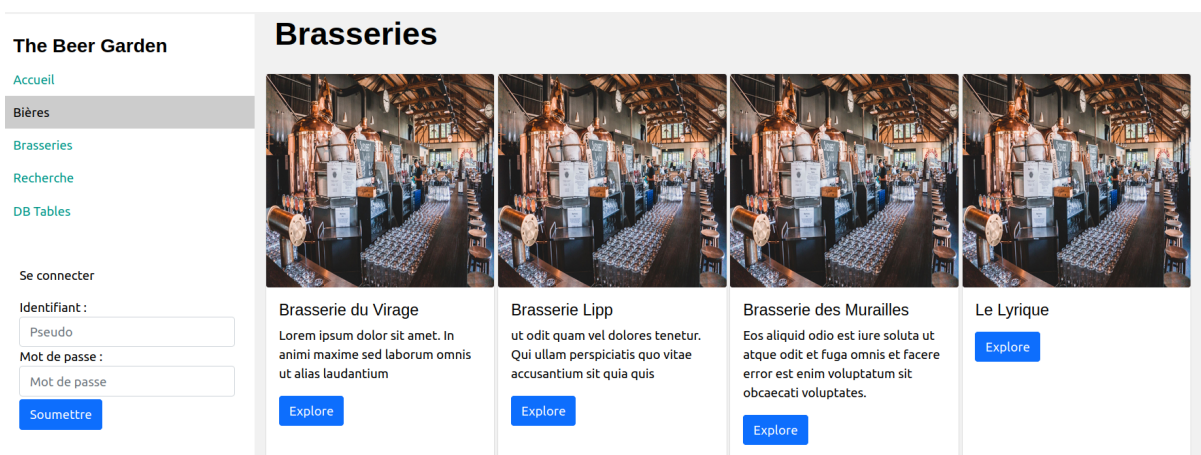 The Beer Garden
Accueil
Bières
Brasseries
Recherche
DB Tables
Se connecter
Identifiant :
Pseudo
Mot de passe :
Mot de passe
Soumettre
Brasseries
Brasserie du Virage
Lorem ipsum dolor sit amet. In
animi maxime sed laborum omnis
ut alias laudantium
Explore
Brasserie Lipp
ut odit quam vel dolores tenetur.
Qui ullam perspiciatis quo vitae
accusantium sit quia quis
Explore
Brasserie des Murailles
Eos aliquid odio est iure soluta ut
atque odit et fuga omnis et facere
error est enim voluptatum sit
obcaecati voluptates.
Explore
Le Lyrique
Explore